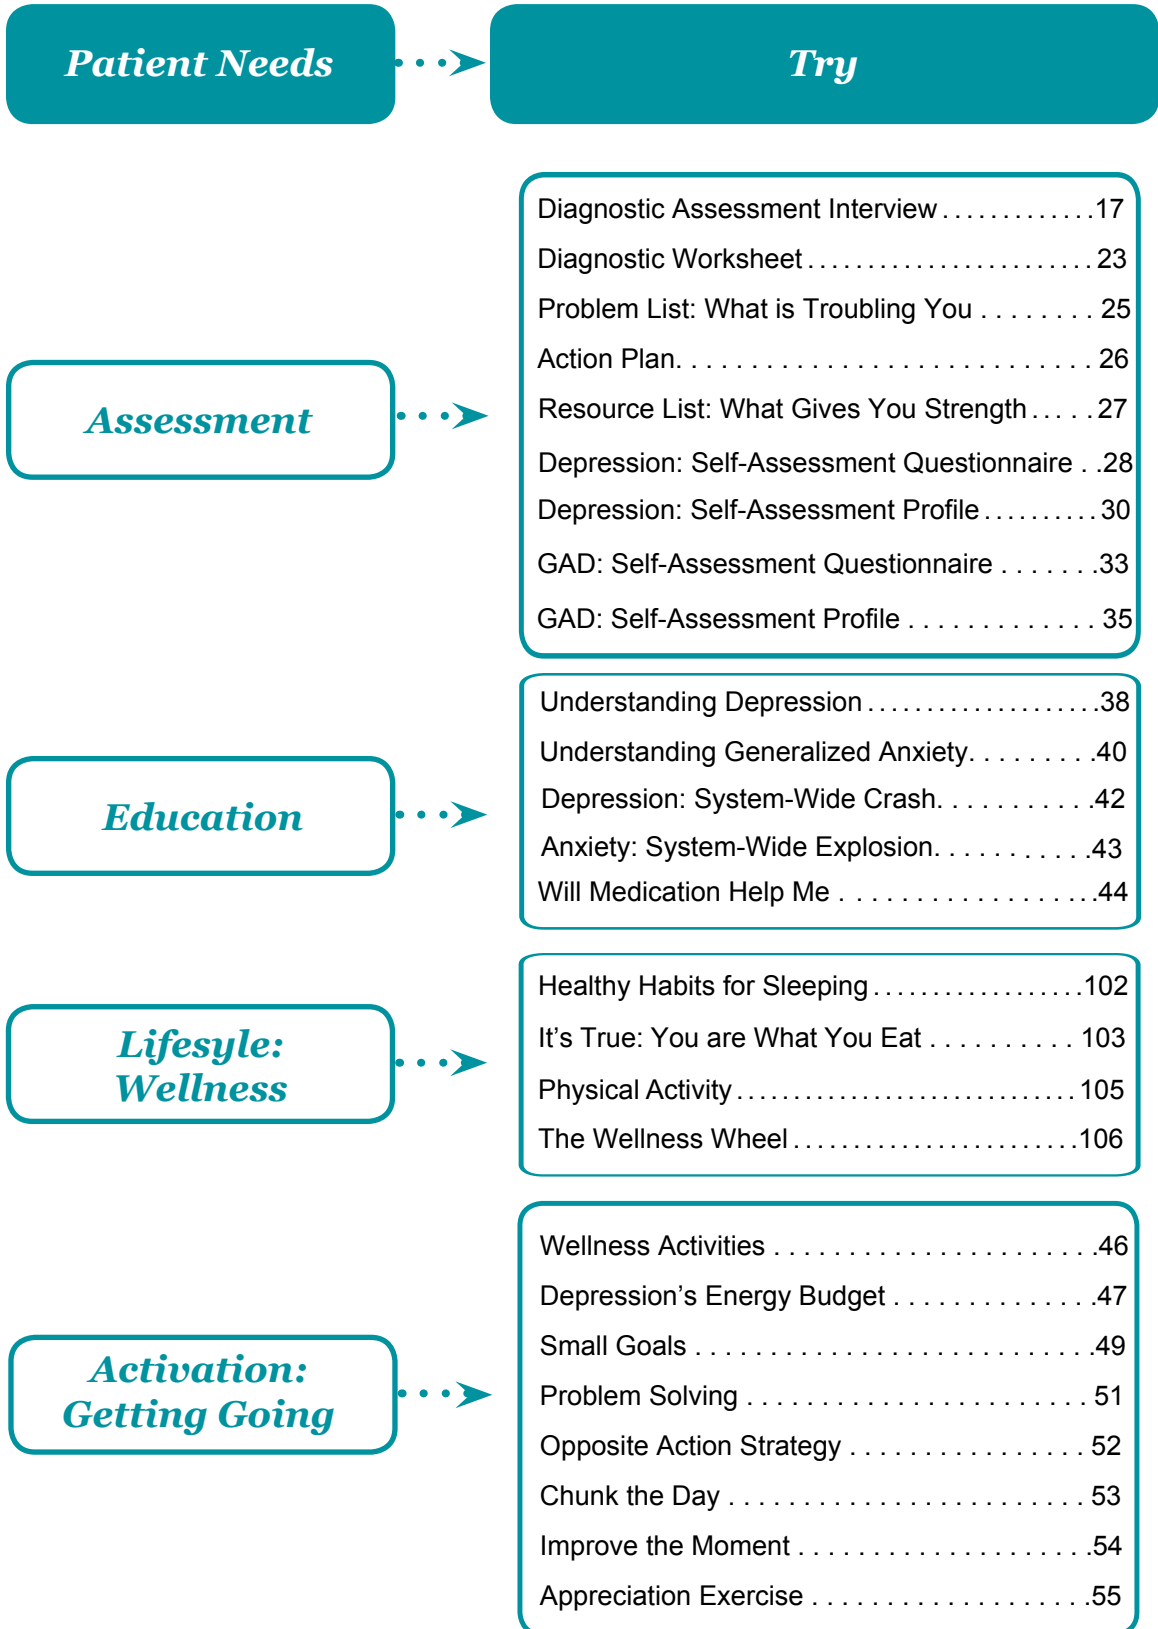 Patient Needs
Try
Assessment
Diagnostic Assessment Interview . . . . . . . . . . . . .17
Diagnostic Worksheet . . . . . . . . . . . . . . . . . . . . . . . . 23
Problem List: What is Troubling You . . . . . . . . 25
Action Plan. . . . . . . . . . . . . . . . . . . . . . . . . . . . 26
Resource List: What Gives You Strength . . . . . 27
Depression: Self-Assessment Questionnaire . .28
Depression: Self-Assessment Profile . . . . . . . . . . 30
GAD: Self-Assessment Questionnaire . . . . . . .33
GAD: Self-Assessment Profile . . . . . . . . . . . . . 35
Education
Understanding Depression . . . . . . . . . . . . . . . . . . . .38
Understanding Generalized Anxiety. . . . . . . . .40
Depression: System-Wide Crash. . . . . . . . . . .42
Anxiety: System-Wide Explosion. . . . . . . . . . .43
Will Medication Help Me . . . . . . . . . . . . . . . . . .44
Lifesyle:
Wellness
Healthy Habits for Sleeping . . . . . . . . . . . . . . . . . .102
It's True: You are What You Eat . . . . . . . . . . 103
Physical Activity . . . . . . . . . . . . . . . . . . . . . . . . . . . . . 105
The Wellness Wheel . . . . . . . . . . . . . . . . . . . . . . . .106
Activation:
Getting Going
Wellness Activities . . . . . . . . . . . . . . . . . . . . . .46
Depression's Energy Budget . . . . . . . . . . . . . .47
Small Goals . . . . . . . . . . . . . . . . . . . . . . . . . . .49
Problem Solving . . . . . . . . . . . . . . . . . . . . . . . 51
Opposite Action Strategy . . . . . . . . . . . . . . . . 52
Chunk the Day . . . . . . . . . . . . . . . . . . . . . . . . 53
Improve the Moment . . . . . . . . . . . . . . . . . . . .54
Appreciation Exercise . . . . . . . . . . . . . . . . . . .55